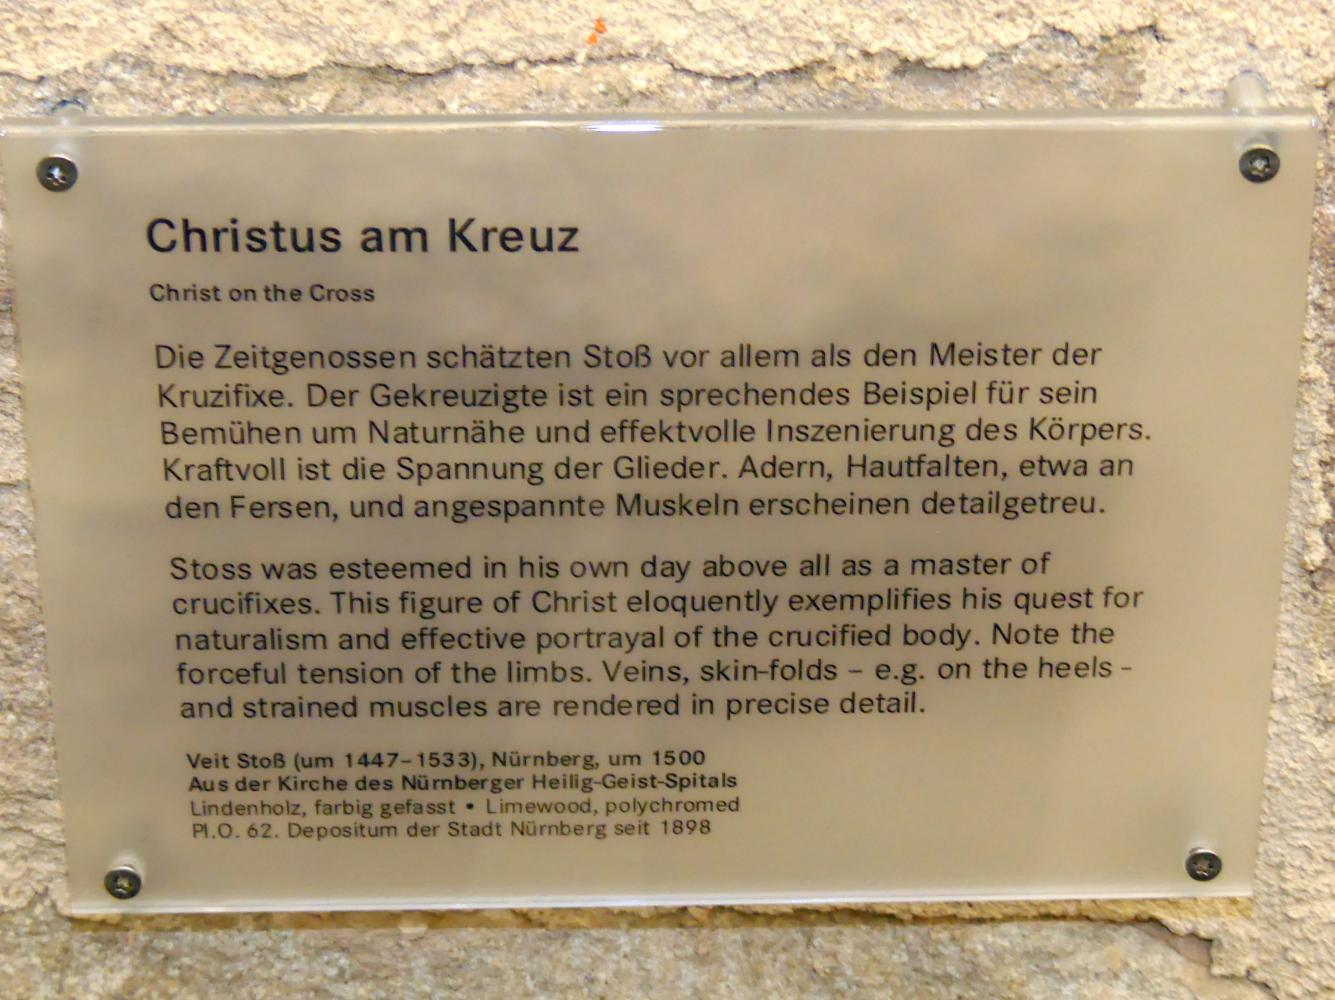 Christus am Kreuz
Christ on the Cross
Die Zeitgenossen schätzten Stoß vor allem als den Meister der
Kruzifixe. Der Gekreuzigte ist ein sprechendes Beispiel für sein
Bemühen um Naturnähe und effektvolle Inszenierung des Körpers.
Kraftvoll ist die Spannung der Glieder. Adern, Hautfalten, etwa an
den Fersen, und angespannte Muskeln erscheinen detailgetreu.
Stoss was esteemed in his own day above all as a master of
crucifixes. This figure of Christ eloquently exemplifies his quest for
naturalism and effective portrayal of the crucified body. Note the
forceful tension of the limbs. Veins, skin-folds – e.g. on the heels -
and strained muscles are rendered in precise detail.
Veit Stoß (um 1447–1533), Nürnberg, um 1500
Aus der Kirche des Nürnberger Heilig-Geist-Spitals
Lindenholz, farbig gefasst • Limewood, polychromed
Pl.O. 62. Depositum der Stadt Nürnberg seit 1898